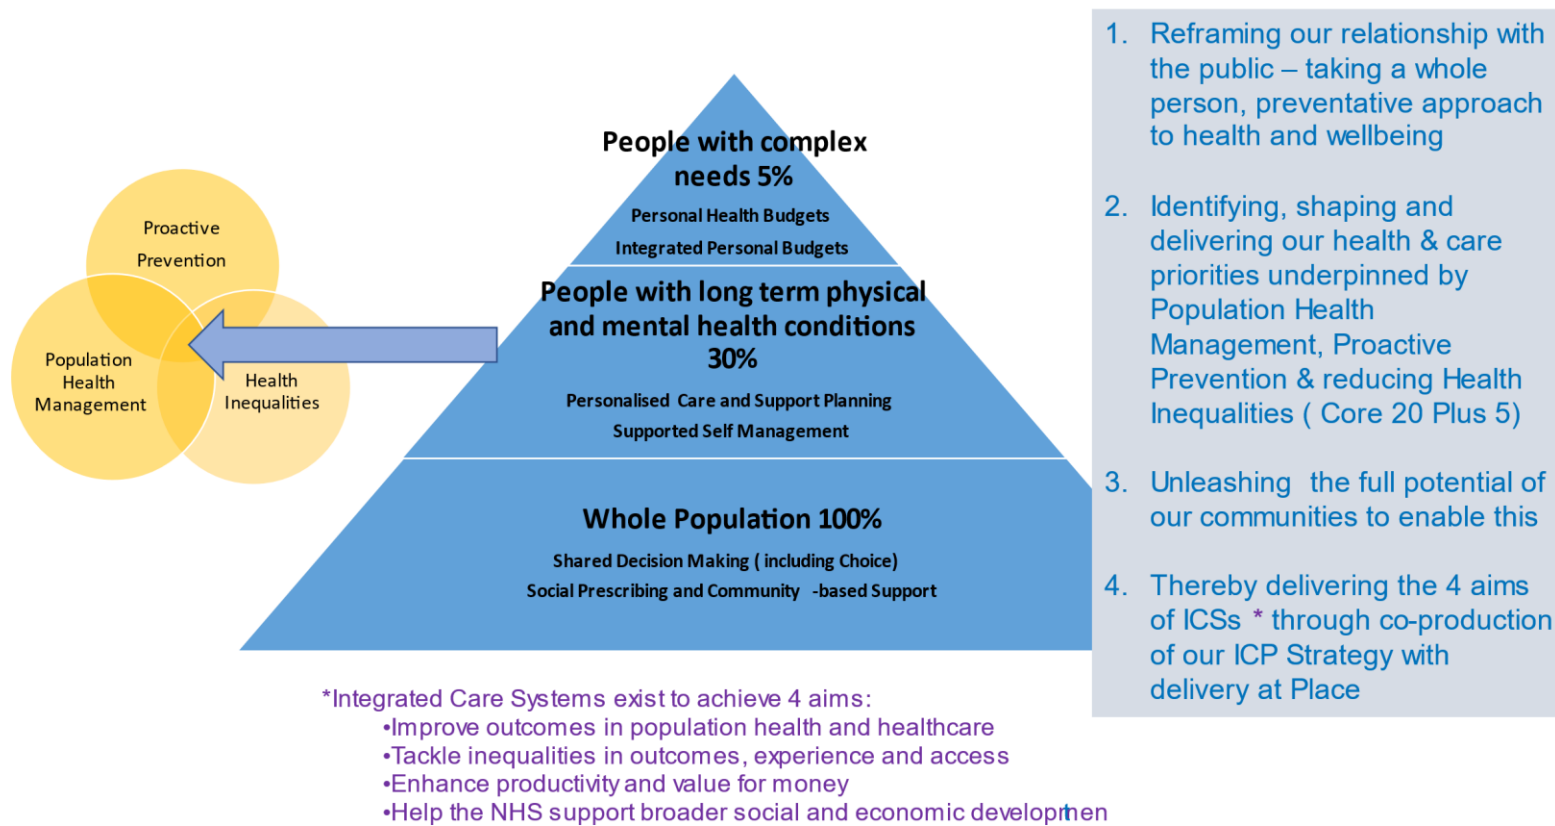 Proactive
Prevention
Population
Health
Management
Health
Inequalities
People with complex
needs 5%
Personal Health Budgets
Integrated Personal Budgets
People with long term physical
and mental health conditions
30%
Personalised Care and Support Planning
Supported Self Management
Whole Population 100%
Shared Decision Making ( including Choice)
Social Prescribing and Community -based Support
1. Reframing our relationship with
the public – taking a whole
person, preventative approach
to health and wellbeing
2. Identifying, shaping and
delivering our health & care
priorities underpinned by
Population Health
Management, Proactive
Prevention & reducing Health
Inequalities ( Core 20 Plus 5)
3. Unleashing the full potential of
our communities to enable this
4. Thereby delivering the 4 aims
of ICSs * through co-production
of our ICP Strategy with
delivery at Place
*Integrated Care Systems exist to achieve 4 aims:
•Improve outcomes in population health and healthcare
•Tackle inequalities in outcomes, experience and access
•Enhance productivity and value for money
•Help the NHS support broader social and economic development